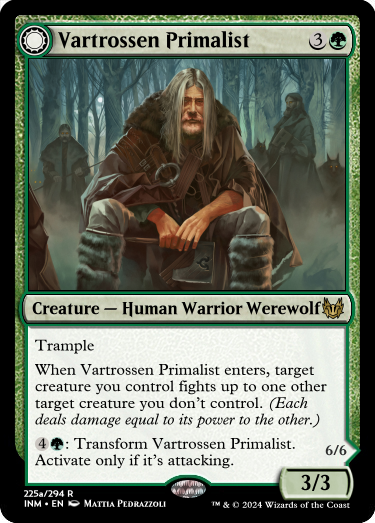 Vartrossen Primalist 3
Creature — Human Warrior Werewolf
Trample
When Vartrossen Primalist enters, target
creature you control fights up to one other
target creature you don't control. (Each
deals damage equal to its power to the other.)
4: Transform Vartrossen Primalist.
Activate only if it's attacking.
6/6
3/3
225a/294 R
INM • EN Mattia Pedrazzoli
™ & © 2024 Wizards of the Coast